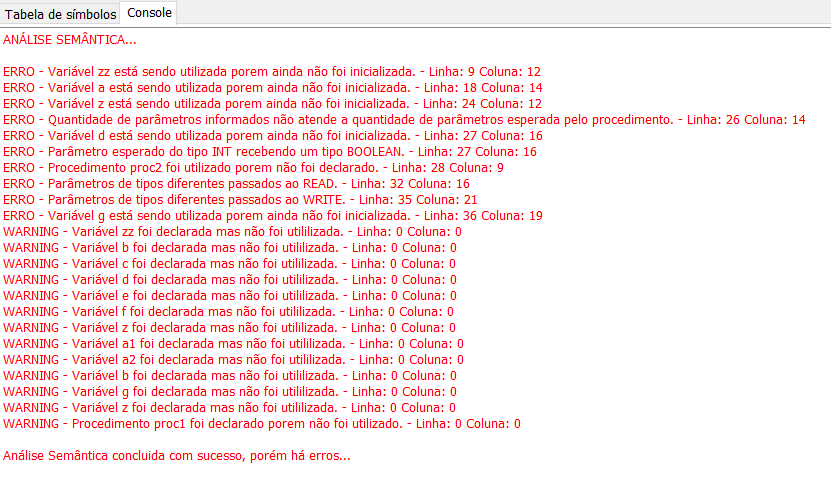 Tabela de símbolos Console
ANÁLISE SEMÂNTICA...
ERRO - Variável zz está sendo utilizada porem ainda não foi inicializada. - Linha: 9 Coluna: 12
ERRO - Variável a está sendo utilizada porem ainda não foi inicializada. - Linha: 18 Coluna: 14
ERRO - Variável z está sendo utilizada porem ainda não foi inicializada. - Linha: 24 Coluna: 12
ERRO - Quantidade de parâmetros informados não atende a quantidade de parâmetros esperada pelo procedimento. - Linha: 26 Coluna: 14
ERRO - Variável d está sendo utilizada porem ainda não foi inicializada. - Linha: 27 Coluna: 16
ERRO - Parâmetro esperado do tipo INT recebendo um tipo BOOLEAN. - Linha: 27 Coluna: 16
ERRO - Procedimento proc2 foi utilizado porem não foi declarado. - Linha: 28 Coluna: 9
ERRO - Parâmetros de tipos diferentes passados ao READ. - Linha: 32 Coluna: 16
ERRO - Parâmetros de tipos diferentes passados ao WRITE. - Linha: 35 Coluna: 21
ERRO - Variável g está sendo utilizada porem ainda não foi inicializada. - Linha: 36 Coluna: 19
WARNING - Variável zz foi declarada mas não foi utililizada. - Linha: 0 Coluna: 0
WARNING - Variável b foi declarada mas não foi utililizada. - Linha: 0 Coluna: 0
WARNING - Variável c foi declarada mas não foi utililizada. - Linha: 0 Coluna: 0
WARNING - Variável d foi declarada mas não foi utililizada. - Linha: 0 Coluna: 0
WARNING - Variável e foi declarada mas não foi utililizada. - Linha: 0 Coluna: 0
WARNING - Variável f foi declarada mas não foi utililizada. - Linha: 0 Coluna: 0
WARNING - Variável z foi declarada mas não foi utililizada. - Linha: 0 Coluna: 0
WARNING - Variável a1 foi declarada mas não foi utililizada. - Linha: 0 Coluna: 0
WARNING - Variável a2 foi declarada mas não foi utililizada. - Linha: 0 Coluna: 0
WARNING - Variável b foi declarada mas não foi utililizada. - Linha: 0 Coluna: 0
WARNING - Variável g foi declarada mas não foi utililizada. - Linha: 0 Coluna: 0
WARNING - Variável z foi declarada mas não foi utililizada. - Linha: 0 Coluna: 0
WARNING - Procedimento proc1 foi declarado porem não foi utilizado. - Linha: 0 Coluna: 0
Análise Semântica concluida com sucesso, porém há erros...